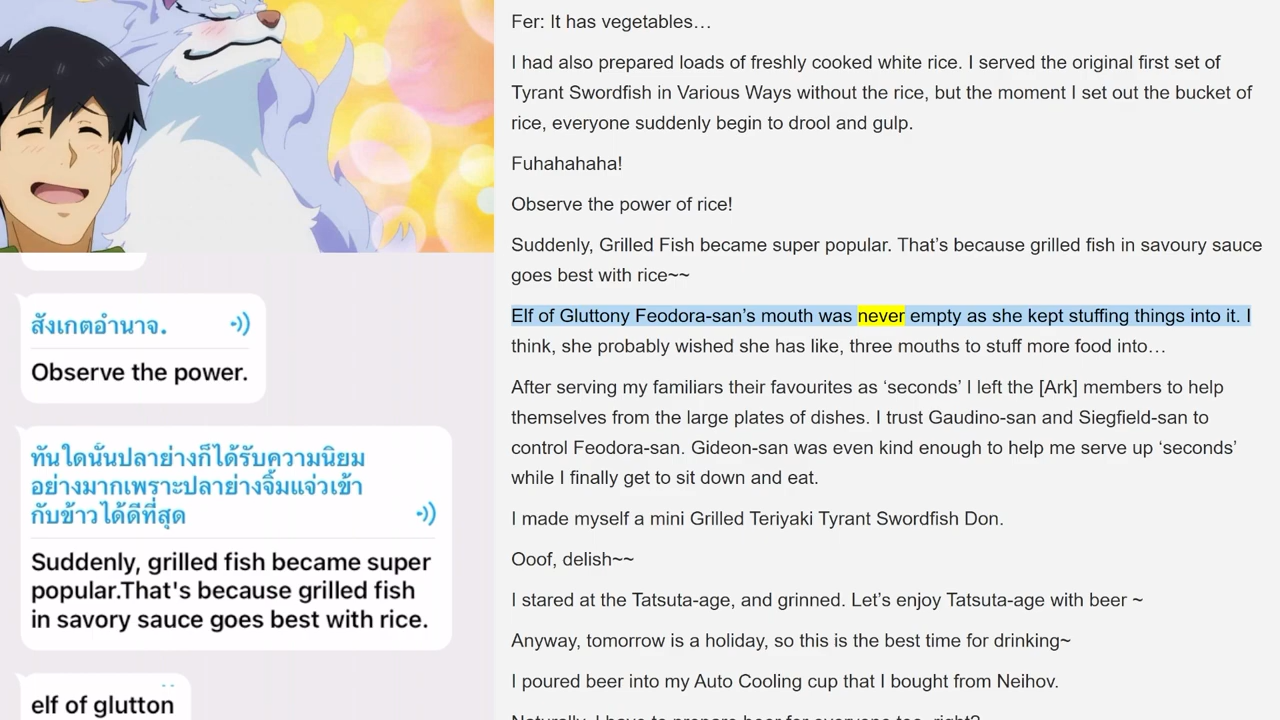 สังเกตอำนาจ.
Observe the power.
ทันใดนั้นปลาย่างก็ได้รับความนิยม
อย่างมากเพราะปลาย่างจิ้มแจ่วเข้า
กับข้าวได้ดีที่สุด
Suddenly, grilled fish became super
popular.That's because grilled fish
in savory sauce goes best with rice.
elf of glutton
Fer: It has vegetables…
I had also prepared loads of freshly cooked white rice. I served the original first set of
Tyrant Swordfish in Various Ways without the rice, but the moment I set out the bucket of
rice, everyone suddenly begin to drool and gulp.
Fuhahahaha!
Observe the power of rice!
Suddenly, Grilled Fish became super popular. That’s because grilled fish in savoury sauce
goes best with rice~~
Elf of Gluttony Feodora-san’s mouth was never empty as she kept stuffing things into it. I
think, she probably wished she has like, three mouths to stuff more food into…
After serving my familiars their favourites as ‘seconds’ I left the [Ark] members to help
themselves from the large plates of dishes. I trust Gaudino-san and Siegfield-san to
control Feodora-san. Gideon-san was even kind enough to help me serve up ‘seconds’
while I finally get to sit down and eat.
I made myself a mini Grilled Teriyaki Tyrant Swordfish Don.
Ooof, delish~~
I stared at the Tatsuta-age, and grinned. Let’s enjoy Tatsuta-age with beer ~
Anyway, tomorrow is a holiday, so this is the best time for drinking~
I poured beer into my Auto Cooling cup that I bought from Neihov.
Naturally, I have to prepare beer for everyone too, right?